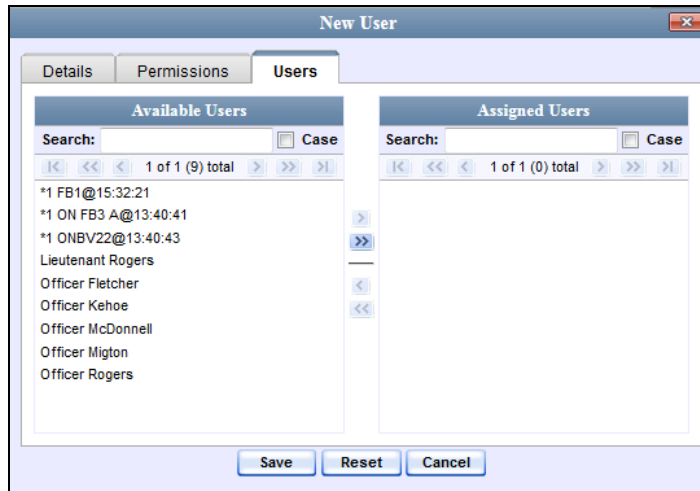 New User
Details Permissions Users
Available Users Assigned Users
Search: Case Search: Case
1 of 1 (9) total 1 of 1 (0) total
*1 FB1@15:32:21
*1 ON FB3 A@13:40:41
*1 ONBV22@13:40:43
Lieutenant Rogers
Officer Fletcher
Officer Kehoe
Officer McDonnell
Officer Migton
Officer Rogers
Save Reset Cancel